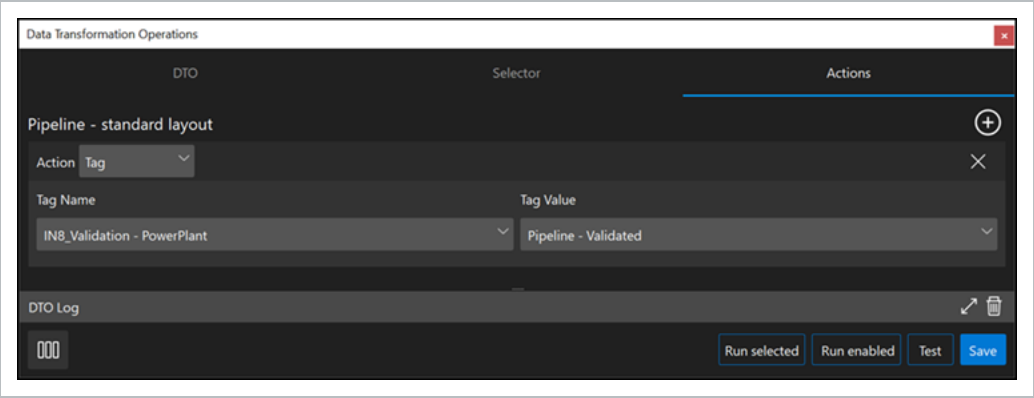 Data Transformation Operations
DTO Selector Actions
Pipeline - standard layout
Action Tag
Tag Name Tag Value
IN8_Validation - PowerPlant Pipeline - Validated
DTO Log
Run selected Run enabled Test Save